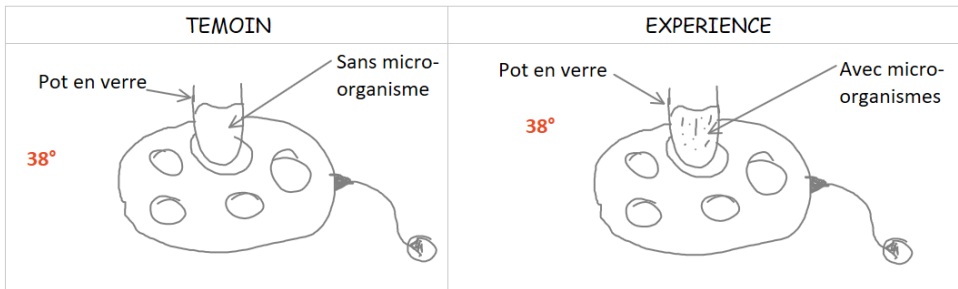 TEMOIN
EXPERIENCE
Pot en verre
Sans micro-
organisme
38°
Pot en verre
Avec micro-
organismes
38°